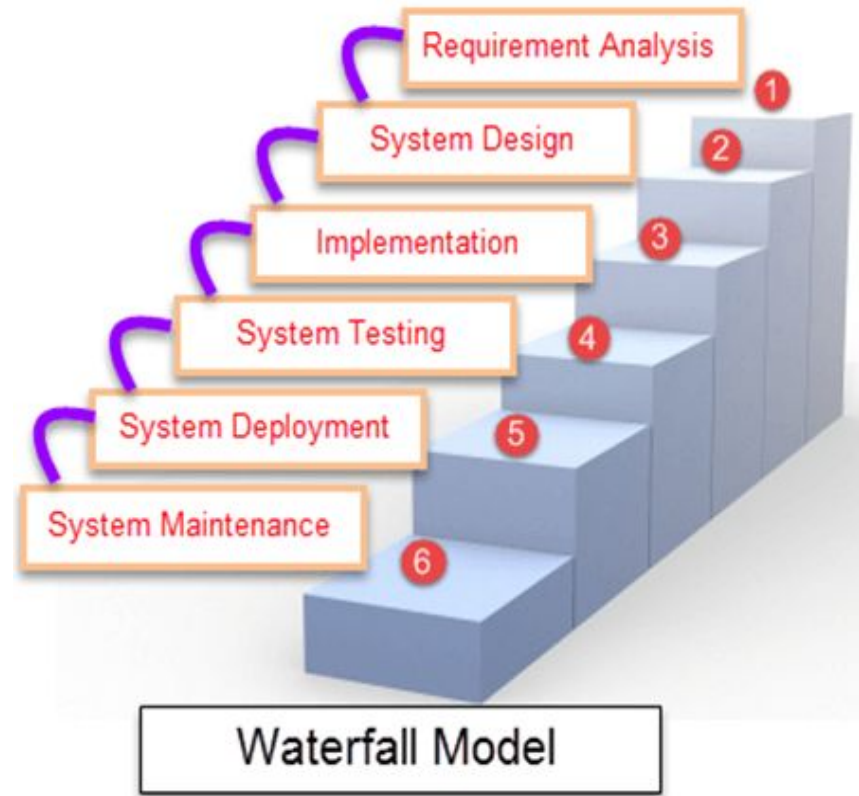 Requirement Analysis
1
System Design
2
Implementation
3
System Testing
4
System Deployment
5
System Maintenance
6
Waterfall Model